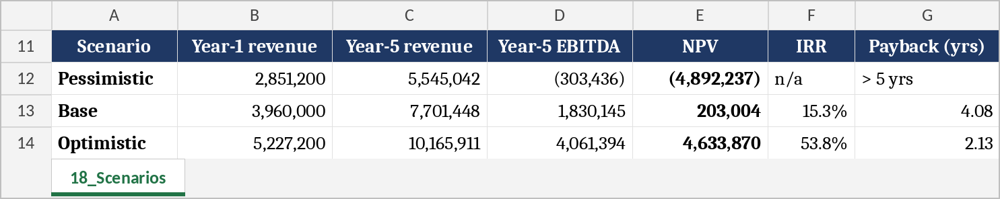 A B C D E F G
11 Scenario Year-1 revenue Year-5 revenue Year-5 EBITDA NPV IRR Payback (yrs)
12 Pessimistic 2,851,200 5,545,042 (303,436) (4,892,237) n/a > 5 yrs
13 Base 3,960,000 7,701,448 1,830,145 203,004 15.3% 4.08
14 Optimistic 5,227,200 10,165,911 4,061,394 4,633,870 53.8% 2.13
18_Scenarios